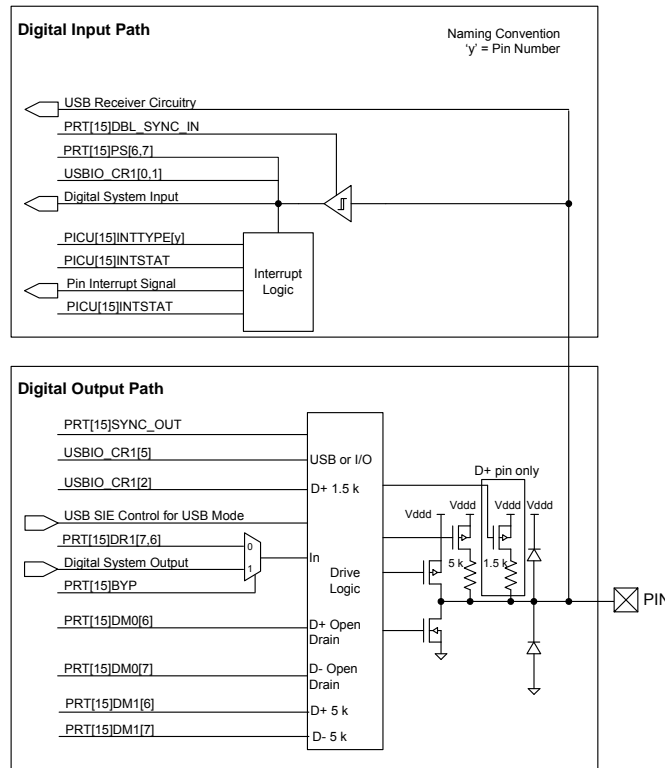 Digital Input Path
Naming Convention
'y' = Pin Number
USB Receiver Circuitry
PRT[15]DBL_SYNC_IN
PRT[15]PS[6,7]
USBIO_CR1[0,1]
Digital System Input
PICU[15]INTTYPE[y]
PICU[15]INTSTAT
Pin Interrupt Signal
PICU[15]INTSTAT
Interrupt
Logic
Digital Output Path
PRT[15]SYNC_OUT
USBIO_CR1[5]
USB or I/O
USBIO_CR1[2]
D+ 1.5 k
D+ pin only
USB SIE Control for USB Mode
Vddd
Vddd
Vddd
Vddd
PRT[15]DR1[7,6]
0
Digital System Output
1
In
PRT[15]BYP
Drive
Logic
5 k
1.5 k
PIN
PRT[15]DM0[6]
D+ Open
Drain
PRT[15]DM0[7]
D- Open
Drain
PRT[15]DM1[6]
D+ 5 k
PRT[15]DM1[7]
D- 5 k